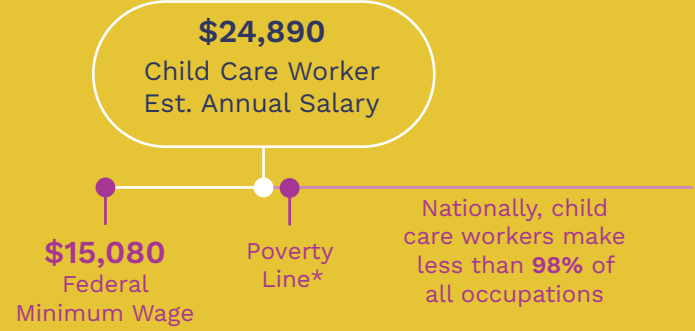 $24,890
Child Care Worker
Est. Annual Salary
$15,080
Federal
Minimum Wage
Poverty
Line*
Nationally, child
care workers make
less than 98% of
all occupations